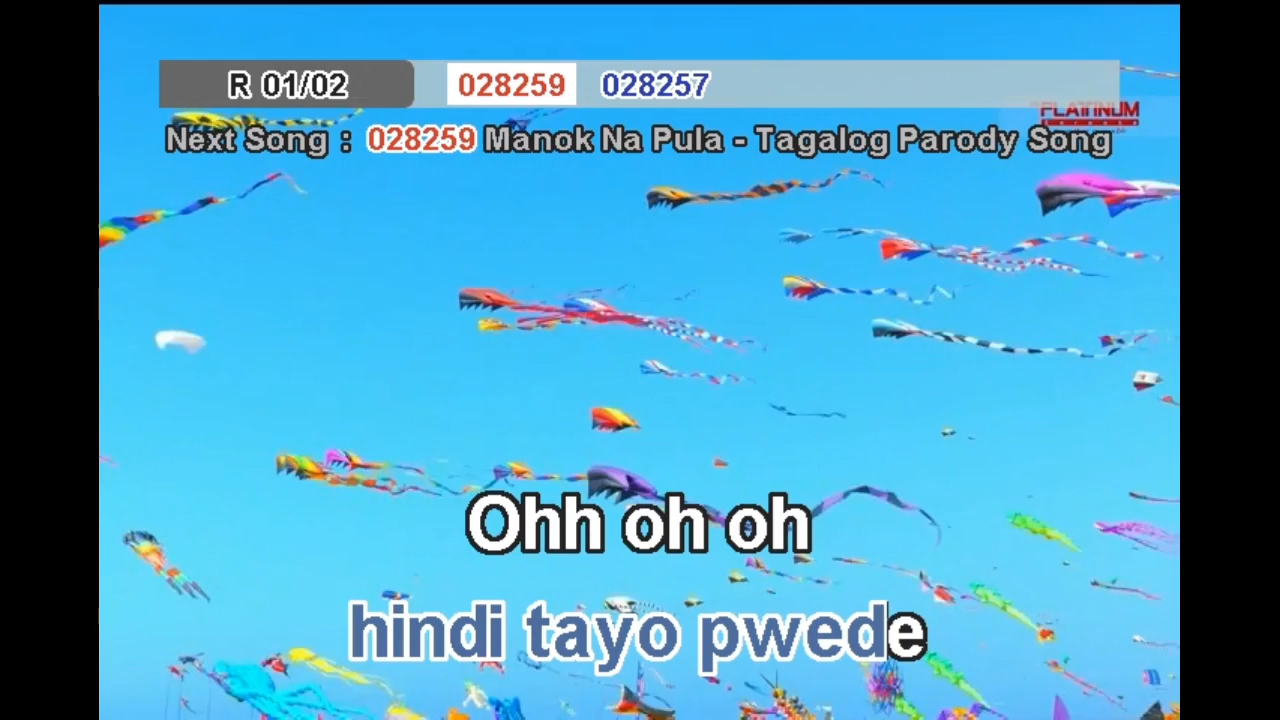 R 01/02 028259 028257
PLATINUM
Next Song : 028259 Manok Na Pula - Tagalog Parody Song
Ohh oh oh
hindi tayo pwede